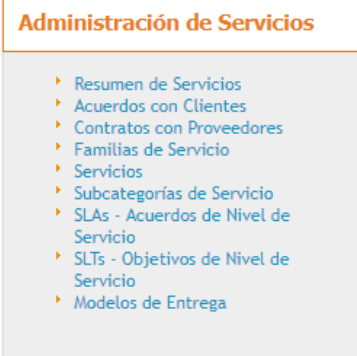 Administración de Servicios
Resumen de Servicios
Acuerdos con Clientes
Contratos con Proveedores
Familias de Servicio
Servicios
Subcategorías de Servicio
SLAs - Acuerdos de Nivel de
Servicio
SLTs - Objetivos de Nivel de
Servicio
Modelos de Entrega